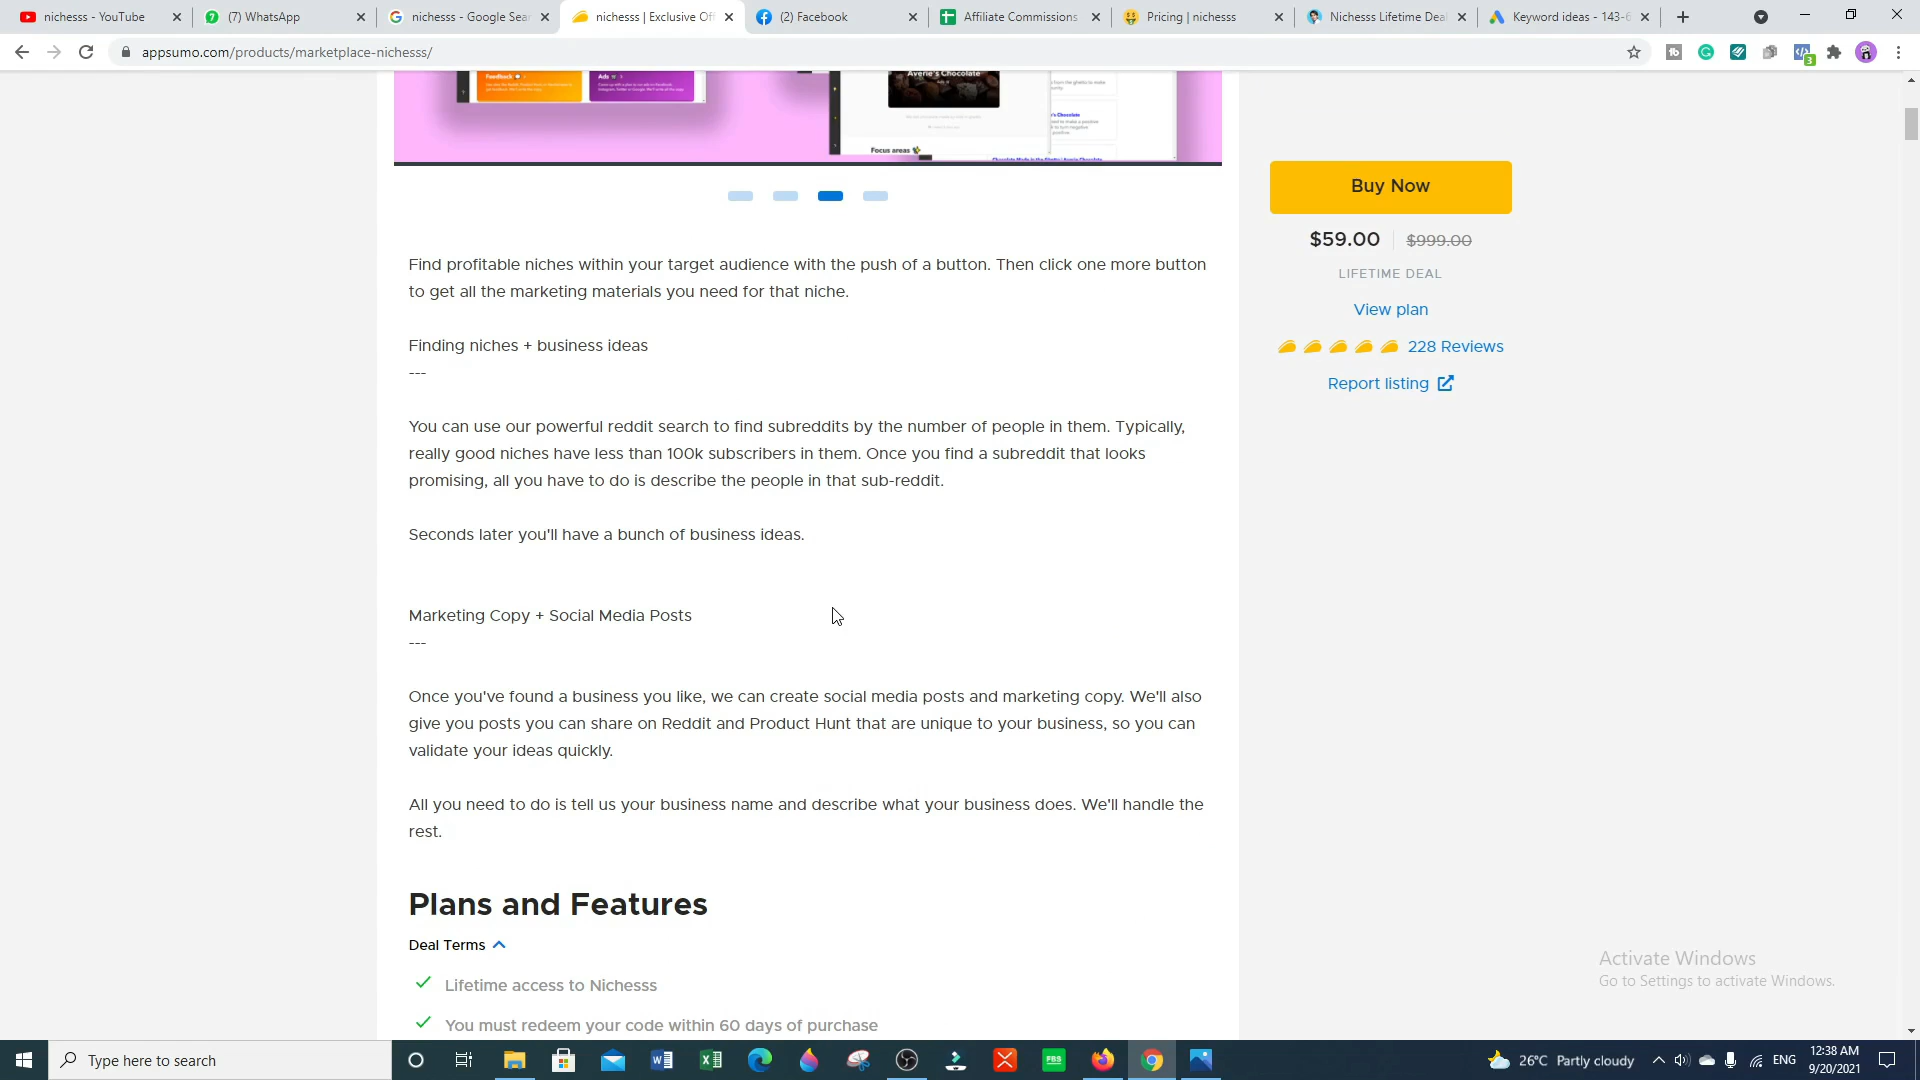 nichesss - YouTube
(7) WhatsApp
nichesss - Google Sear
nichesss | Exclusive Off
(2) Facebook
Affiliate Commissions
Pricing | nichesss
Nichesss Lifetime Deal
Keyword ideas - 143-6
appsumo.com/products/marketplace-nichesss/
3
Feedback
Ads
Averie's Chocolate
Focus areas
Buy Now
$59.00 $999.00
LIFETIME DEAL
View plan
228 Reviews
Report listing
Find profitable niches within your target audience with the push of a button. Then click one more button
to get all the marketing materials you need for that niche.
Finding niches + business ideas
---
You can use our powerful reddit search to find subreddits by the number of people in them. Typically,
really good niches have less than 100k subscribers in them. Once you find a subreddit that looks
promising, all you have to do is describe the people in that sub-reddit.
Seconds later you'll have a bunch of business ideas.
Marketing Copy + Social Media Posts
---
Once you've found a business you like, we can create social media posts and marketing copy. We'll also
give you posts you can share on Reddit and Product Hunt that are unique to your business, so you can
validate your ideas quickly.
All you need to do is tell us your business name and describe what your business does. We'll handle the
rest.
Plans and Features
Deal Terms
Lifetime access to Nichesss
You must redeem your code within 60 days of purchase
Activate Windows
Go to Settings to activate Windows.
Type here to search
FBS
26°C Partly cloudy
ENG
12:38 AM
9/20/2021